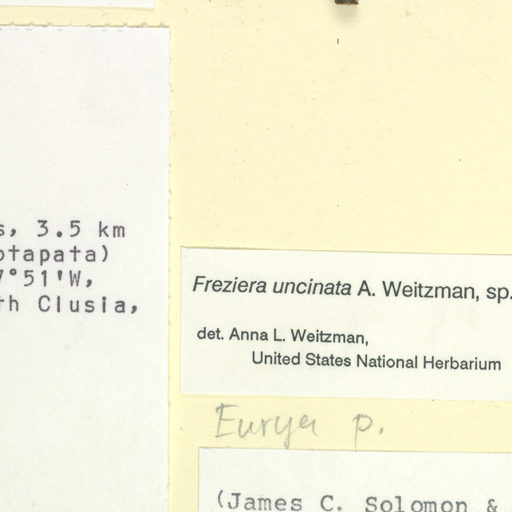 s, 3.5 km
otapata)
7°51'W,
th Clusia,
Freziera uncinata A. Weitzman, sp.
det. Anna L. Weitzman,
United States National Herbarium
Eurya p.
(James C. Solomon &